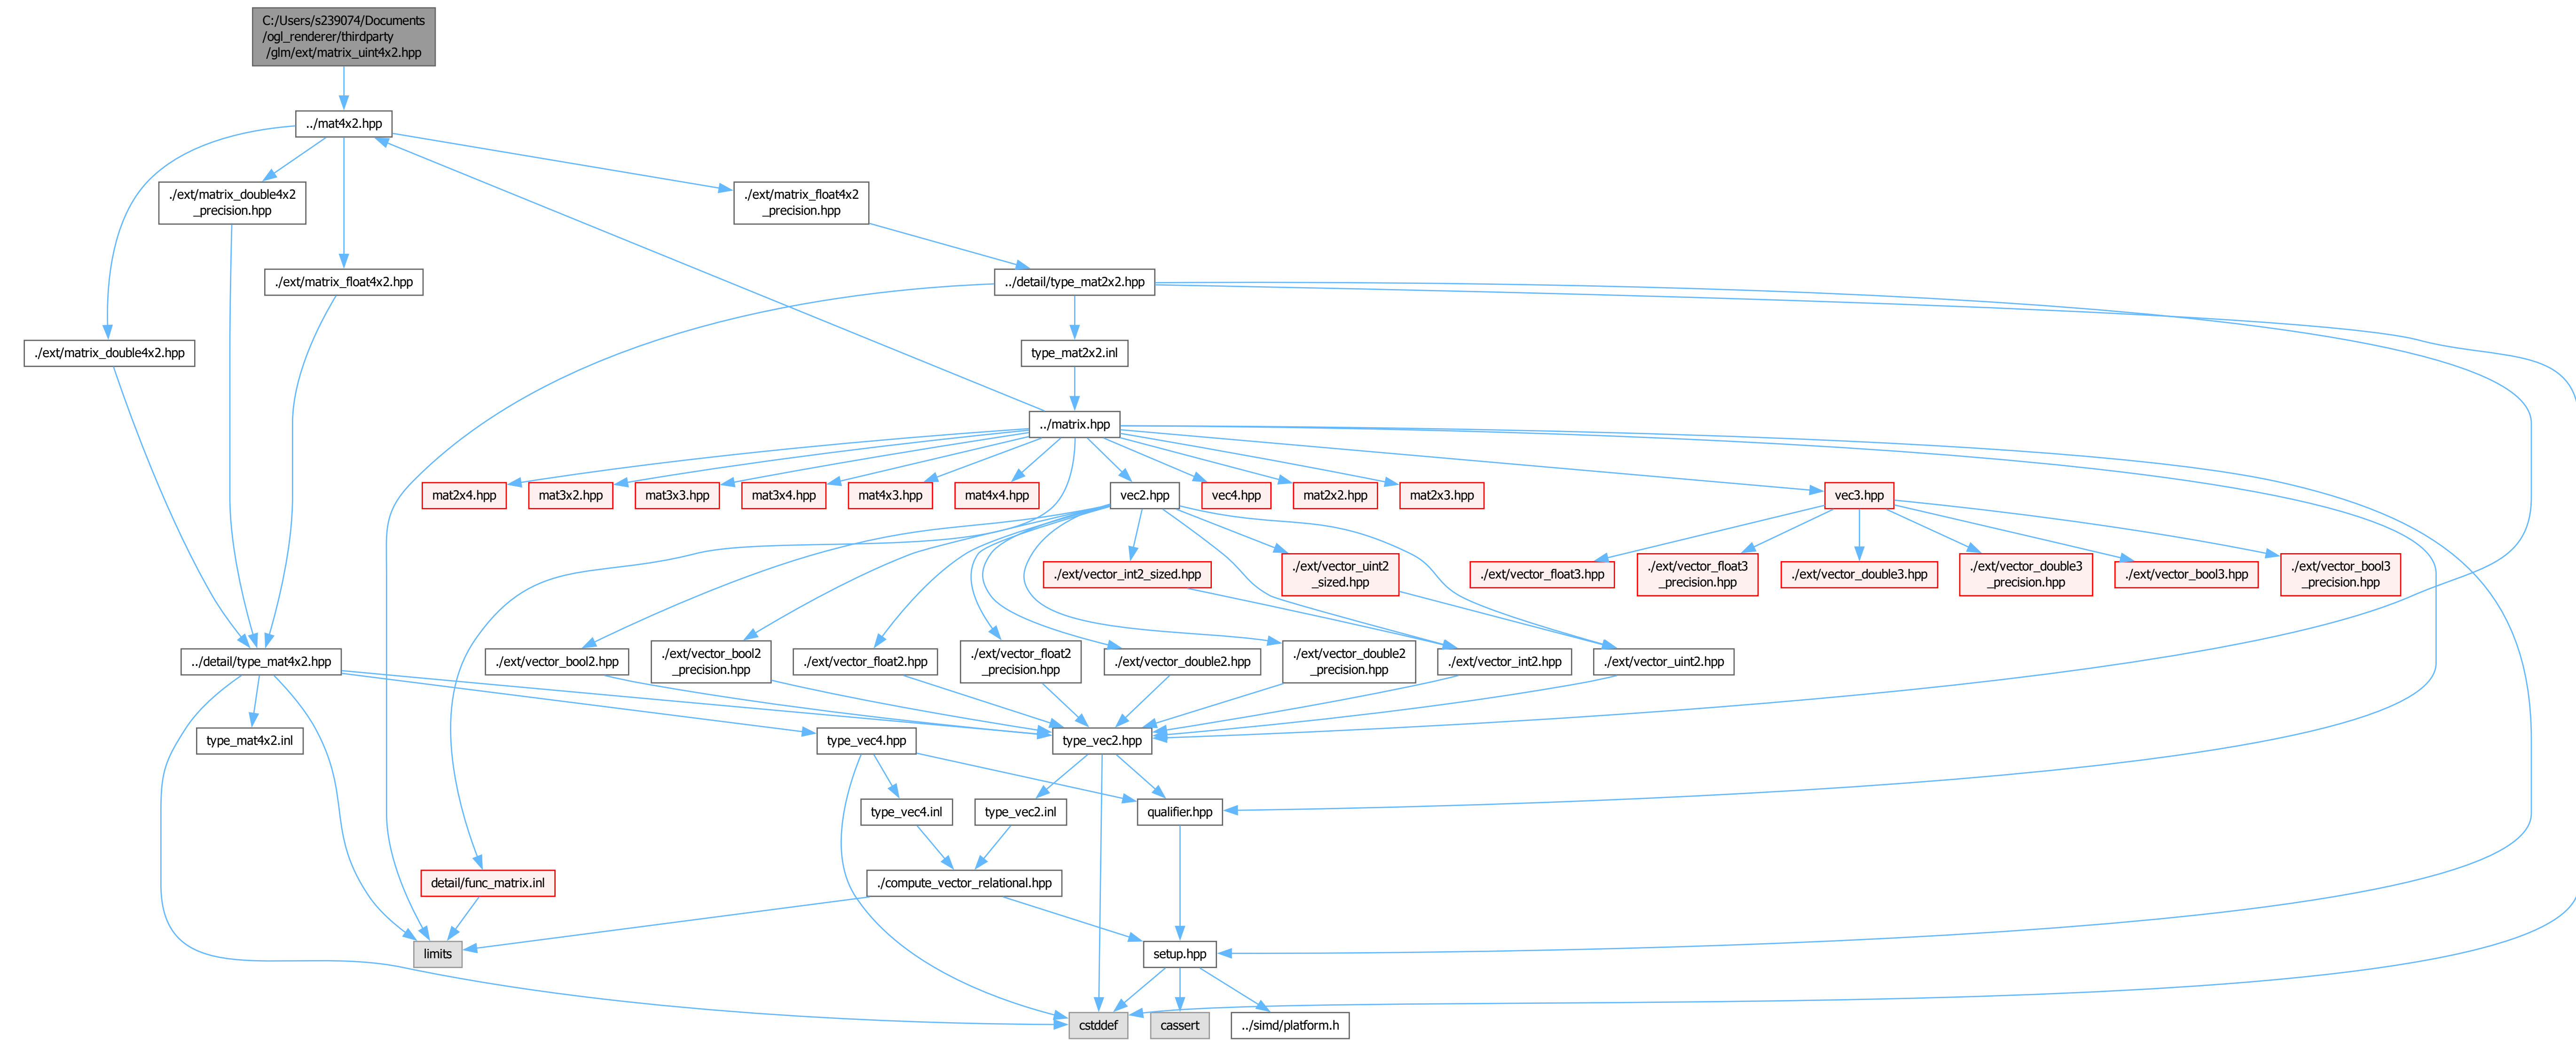 C:/Users/s239074/Documents
/ogl_renderer/thirdparty
/glm/ext/matrix_uint4x2.hpp
../mat4x2.hpp
./ext/matrix_double4x2
_precision.hpp
./ext/matrix_float4x2
_precision.hpp
./ext/matrix_float4x2.hpp
../detail/type_mat2x2.hpp
./ext/matrix_double4x2.hpp
type_mat2x2.inl
../matrix.hpp
mat2x4.hpp
mat3x2.hpp
mat3x3.hpp
mat3x4.hpp
mat4x3.hpp
mat4x4.hpp
vec2.hpp
vec4.hpp
mat2x2.hpp
mat2x3.hpp
vec3.hpp
./ext/vector_int2_sized.hpp
./ext/vector_uint2
_sized.hpp
./ext/vector_float3.hpp
./ext/vector_float3
_precision.hpp
./ext/vector_double3.hpp
./ext/vector_double3
_precision.hpp
./ext/vector_bool3.hpp
./ext/vector_bool3
_precision.hpp
../detail/type_mat4x2.hpp
./ext/vector_bool2.hpp
./ext/vector_bool2
_precision.hpp
./ext/vector_float2.hpp
./ext/vector_float2
_precision.hpp
./ext/vector_double2.hpp
./ext/vector_double2
_precision.hpp
./ext/vector_int2.hpp
./ext/vector_uint2.hpp
type_mat4x2.inl
type_vec4.hpp
type_vec2.hpp
type_vec4.inl
type_vec2.inl
qualifier.hpp
detail/func_matrix.inl
./compute_vector_relational.hpp
limits
setup.hpp
cstddef
cassert
../simd/platform.h